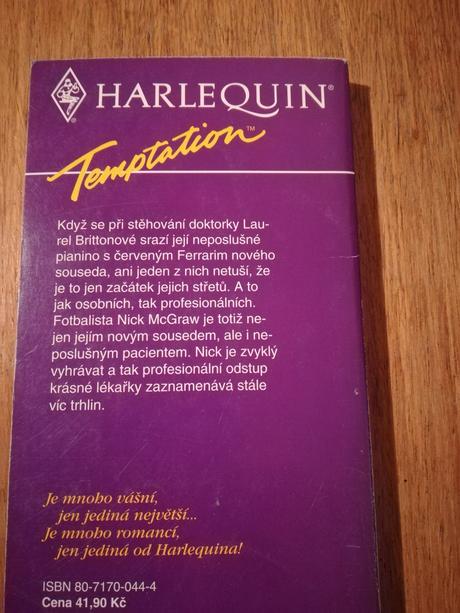 HARLEQUIN®
Temptation™
Když se při stěhování doktorky Lau-
rel Brittonové srazí její neposlušné
pianino s červeným Ferrarim nového
souseda, ani jeden z nich netuší, že
je to jen začátek jejich střetů. A to
jak osobních, tak profesionálních.
Fotbalista Nick McGraw je totiž ne-
jen jejím novým sousedem, ale i ne-
poslušným pacientem. Nick je zvyklý
vyhrávat a tak profesionální odstup
krásné lékařky zaznamenává stále
víc trhlin.
Je mnoho vášní,
jen jediná největší...
Je mnoho romancí,
jen jediná od Harlequina!
ISBN 80-7170-044-4
Cena 41,90 Kč